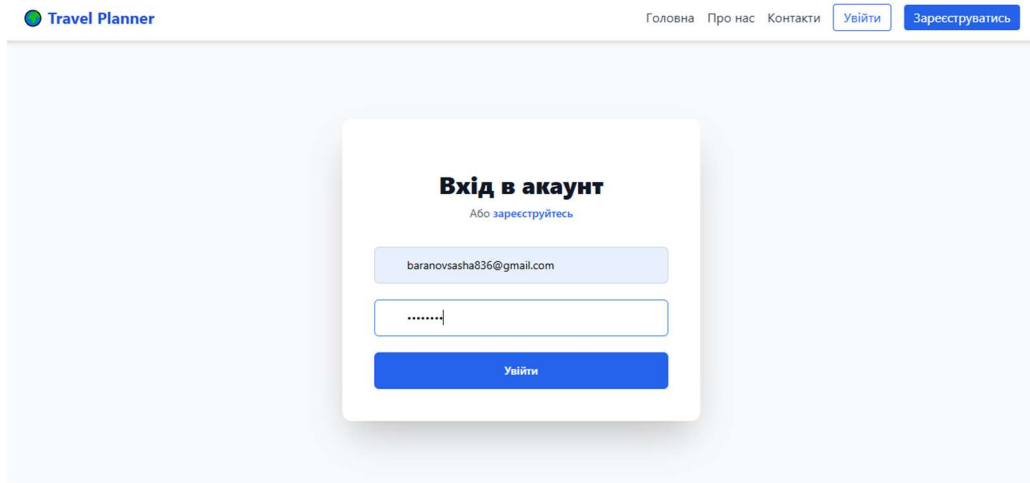 Travel Planner
Головна Про нас Контакти Увійти Зареєструватись
Вхід в акаунт
Або зареєструйтесь
baranovsasha836@gmail.com
••••••••
Увійти